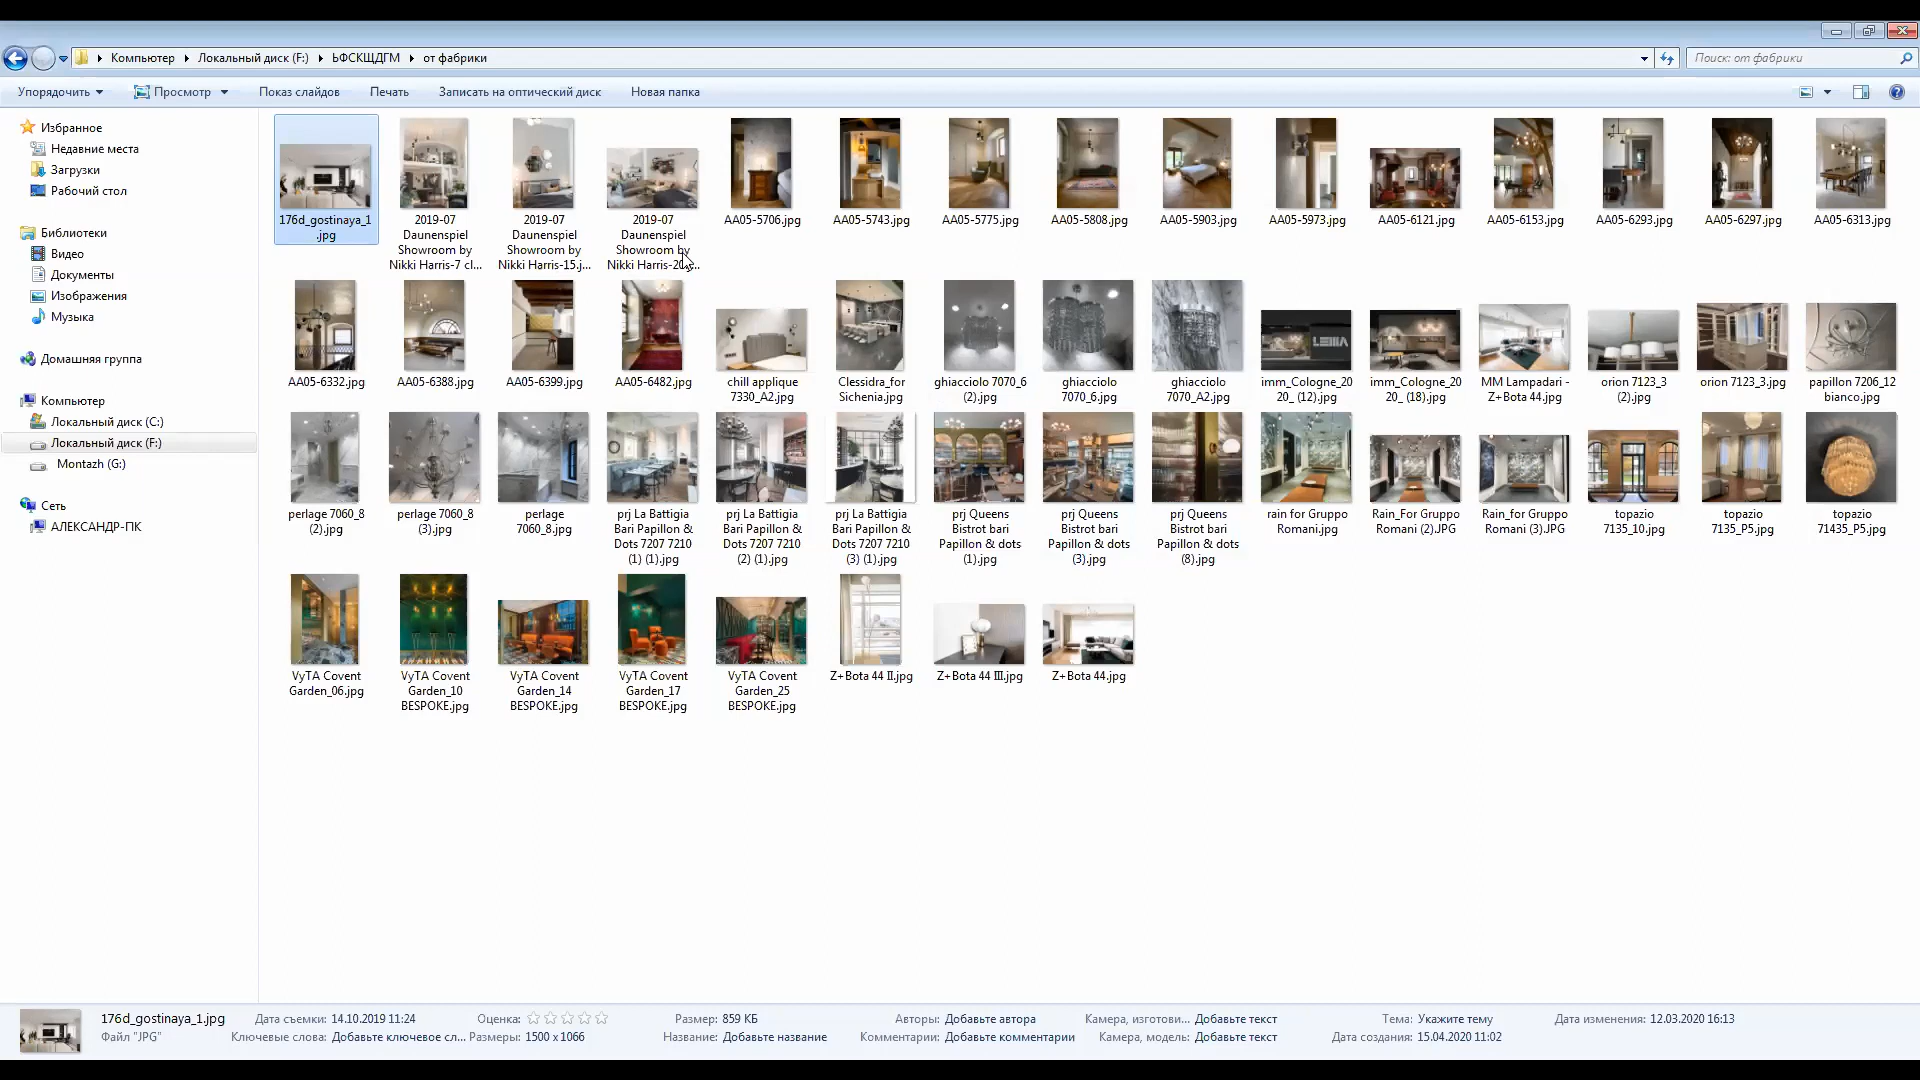 Компьютер
Локальный диск (F:)
ЬФСКЩДГМ
от фабрики
Поиск: от фабрики
Упорядочить
Просмотр
Показ слайдов
Печать
Записать на оптический диск
Новая папка
Избранное
Недавние места
Загрузки
Рабочий стол
Библиотеки
Видео
Документы
Изображения
Музыка
Домашняя группа
Компьютер
Локальный диск (C:)
Локальный диск (F:)
Montazh (G:)
Сеть
АЛЕКСАНДР-ПК
176d_gostinaya_1
.jpg
2019-07
Daunenspiel
Showroom by
Nikki Harris-7 cl...
2019-07
Daunenspiel
Showroom by
Nikki Harris-15.j...
2019-07
Daunenspiel
Showroom by
Nikki Harris-20...
AA05-5706.jpg
AA05-5743.jpg
AA05-5775.jpg
AA05-5808.jpg
AA05-5903.jpg
AA05-5973.jpg
AA05-6121.jpg
AA05-6153.jpg
AA05-6293.jpg
AA05-6297.jpg
AA05-6313.jpg
AA05-6332.jpg
AA05-6388.jpg
AA05-6399.jpg
AA05-6482.jpg
chill applique
7330_A2.jpg
Clessidra_for
Sichenia.jpg
ghiacciolo 7070_6
(2).jpg
ghiacciolo
7070_6.jpg
ghiacciolo
7070_A2.jpg
LEMA
imm_Cologne_20
20_ (12).jpg
imm_Cologne_20
20_ (18).jpg
MM Lampadari -
Z+Bota 44.jpg
orion 7123_3
(2).jpg
orion 7123_3.jpg
papillon 7206_12
bianco.jpg
perlage 7060_8
(2).jpg
perlage 7060_8
(3).jpg
perlage
7060_8.jpg
prj La Battigia
Bari Papillon &
Dots 7207 7210
(1) (1).jpg
prj La Battigia
Bari Papillon &
Dots 7207 7210
(2) (1).jpg
prj La Battigia
Bari Papillon &
Dots 7207 7210
(3) (1).jpg
prj Queens
Bistrot bari
Papillon & dots
(1).jpg
prj Queens
Bistrot bari
Papillon & dots
(3).jpg
prj Queens
Bistrot bari
Papillon & dots
(8).jpg
rain for Gruppo
Romani.jpg
Rain_For Gruppo
Romani (2).JPG
Rain_for Gruppo
Romani (3).JPG
topazio
7135_10.jpg
topazio
7135_P5.jpg
topazio
71435_P5.jpg
VyTA Covent
Garden_06.jpg
VyTA Covent
Garden_10
BESPOKE.jpg
VyTA Covent
Garden_14
BESPOKE.jpg
VyTA Covent
Garden_17
BESPOKE.jpg
VyTA Covent
Garden_25
BESPOKE.jpg
Z+Bota 44 II.jpg
Z+Bota 44 III.jpg
Z+Bota 44.jpg
176d_gostinaya_1.jpg
Дата съемки: 14.10.2019 11:24
Оценка:
Размер: 859 КБ
Авторы: Добавьте автора
Камера, изготови... Добавьте текст
Тема: Укажите тему
Дата изменения: 12.03.2020 16:13
Файл "JPG"
Ключевые слова: Добавьте ключевое сл...
Размеры: 1500 x 1066
Название: Добавьте название
Комментарии: Добавьте комментарии
Камера, модель: Добавьте текст
Дата создания: 15.04.2020 11:02